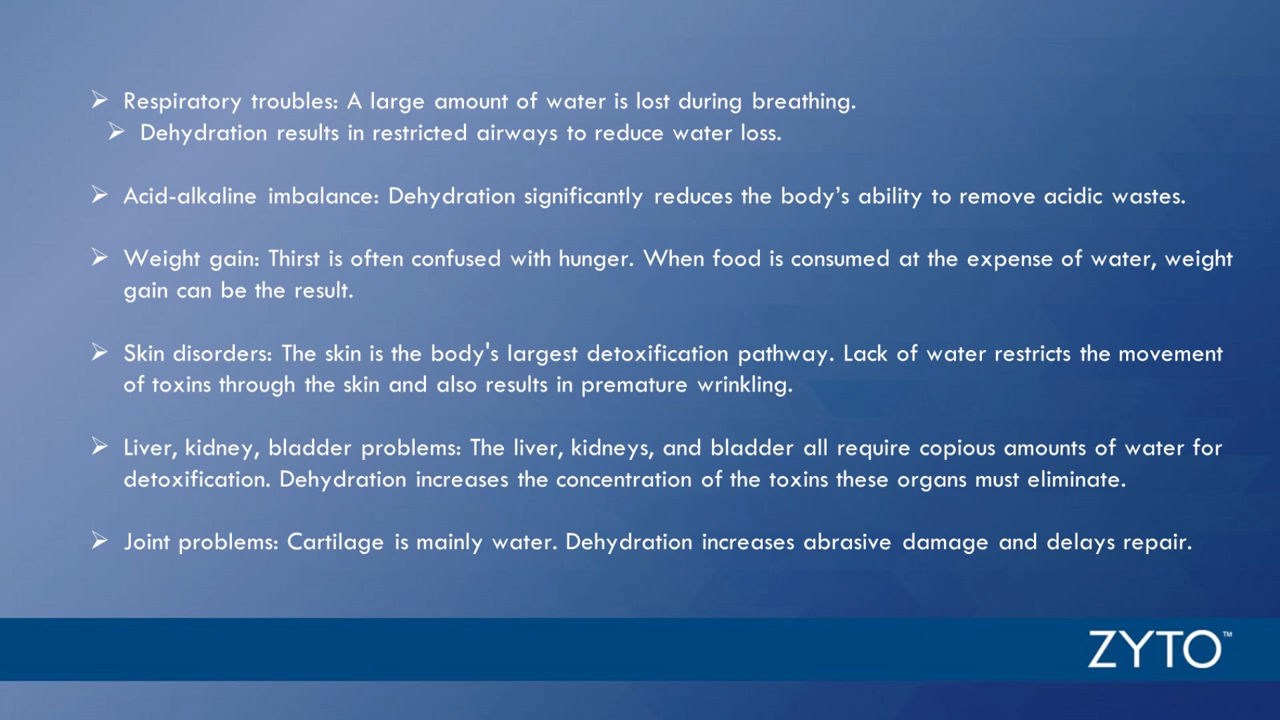 ➢ Respiratory troubles: A large amount of water is lost during breathing.
➢ Dehydration results in restricted airways to reduce water loss.
➢ Acid-alkaline imbalance: Dehydration significantly reduces the body’s ability to remove acidic wastes.
➢ Weight gain: Thirst is often confused with hunger. When food is consumed at the expense of water, weight
gain can be the result.
➢ Skin disorders: The skin is the body's largest detoxification pathway. Lack of water restricts the movement
of toxins through the skin and also results in premature wrinkling.
➢ Liver, kidney, bladder problems: The liver, kidneys, and bladder all require copious amounts of water for
detoxification. Dehydration increases the concentration of the toxins these organs must eliminate.
➢ Joint problems: Cartilage is mainly water. Dehydration increases abrasive damage and delays repair.
ZYTO™